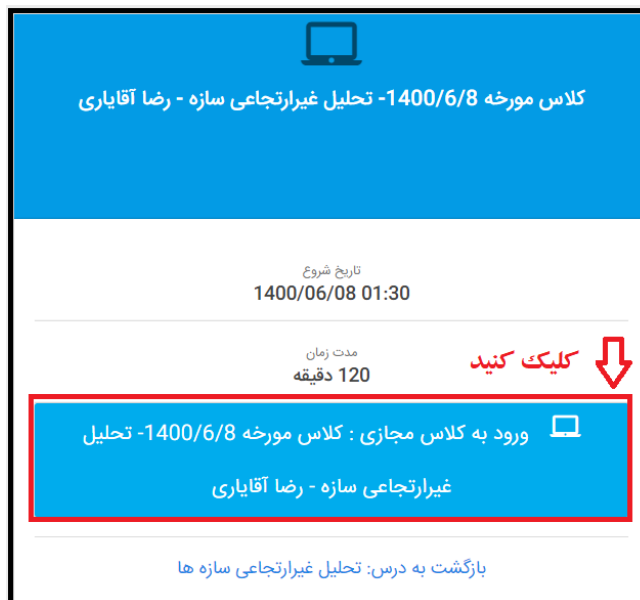 کلاس مورخه 1400/6/8- تحلیل غیرارتجاعی سازه - رضا آقایاری
تاریخ شروع
1400/06/08 01:30
مدت زمان
120 دقیقه
کلیک کنید
ورود به کلاس مجازی : کلاس مورخه 1400/6/8- تحلیل
غیرارتجاعی سازه - رضا آقایاری
بازگشت به درس: تحلیل غیرارتجاعی سازه ها